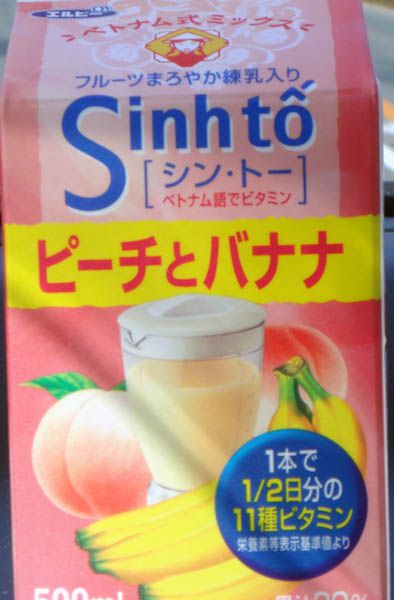 エルビー
ベトナム式ミックス
フルーツまろやか練乳入り
Sinh tố
[シン・トー]
ベトナム語でビタミン
ピーチとバナナ
1本で
1/2日分の
11種ビタミン
栄養素等表示基準値より
500ml